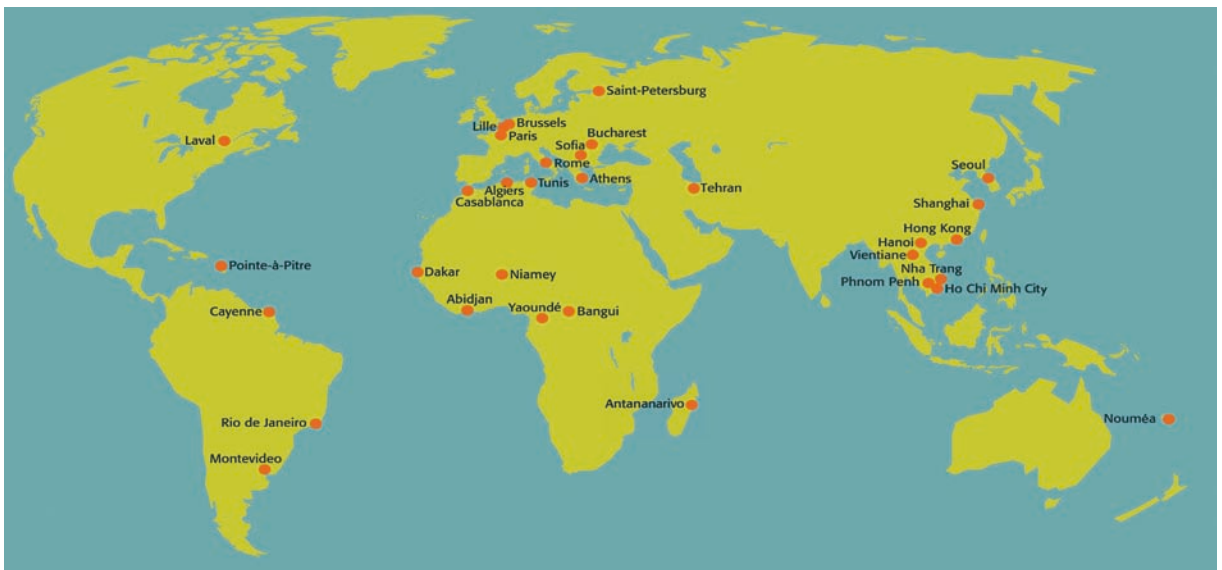 Saint-Petersburg
Lille
Brussels
Paris
Bucharest
Sofia
Laval
Rome
Athens
Algiers
Tunis
Casablanca
Tehran
Seoul
Shanghai
Hong Kong
Hanoi
Vientiane
Nha Trang
Phnom Penh
Ho Chi Minh City
Pointe-à-Pitre
Dakar
Niamey
Cayenne
Abidjan
Yaoundé
Bangui
Antananarivo
Nouméa
Rio de Janeiro
Montevideo